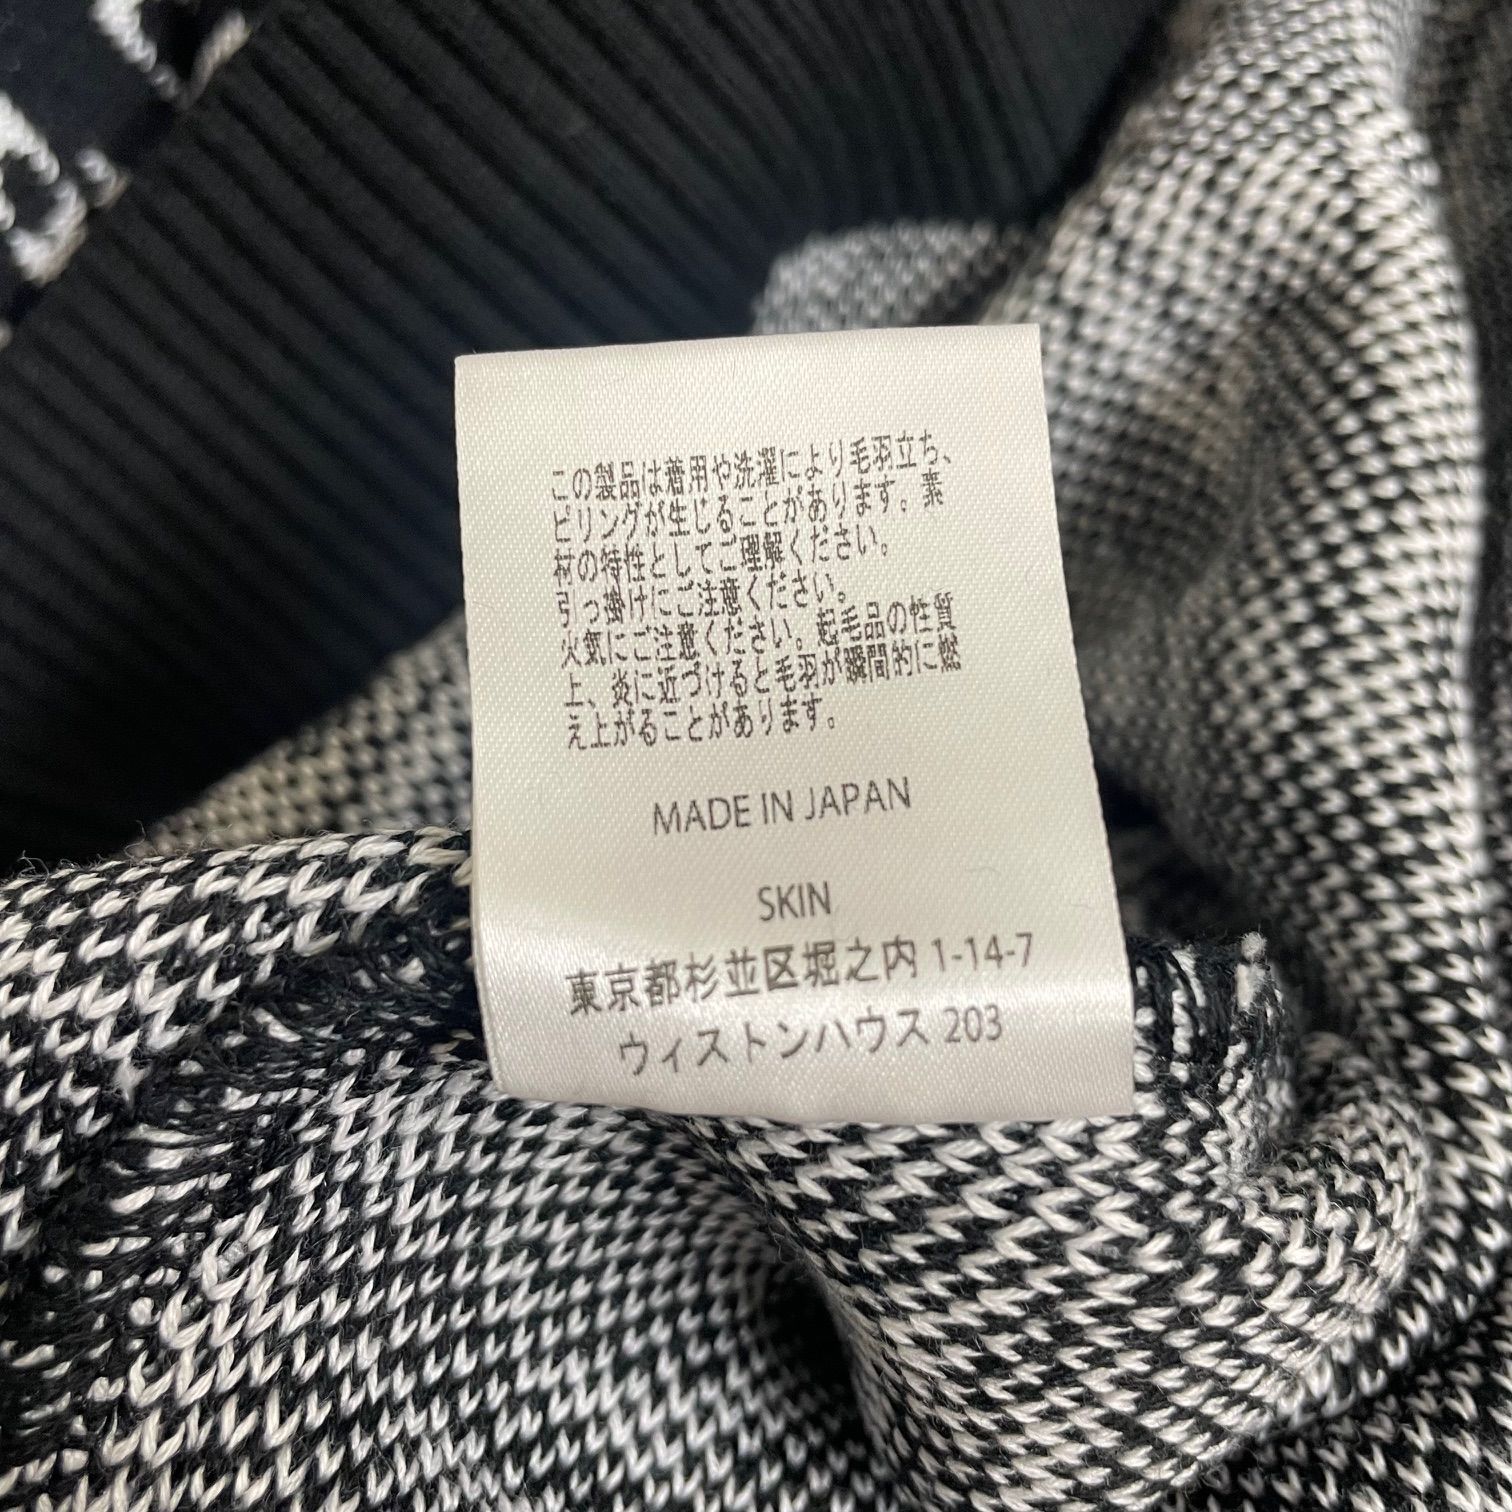 この製品は着用や洗濯により毛羽立ち、
ピリングが生じることがあります。素
材の特性としてご理解ください。
引っ掛けにご注意ください。
火気にご注意ください。起毛品の性質
上、炎に近づけると毛羽が瞬間的に燃
え上がることがあります。
MADE IN JAPAN
SKIN
東京都杉並区堀之内 1-14-7
ウィストンハウス 203